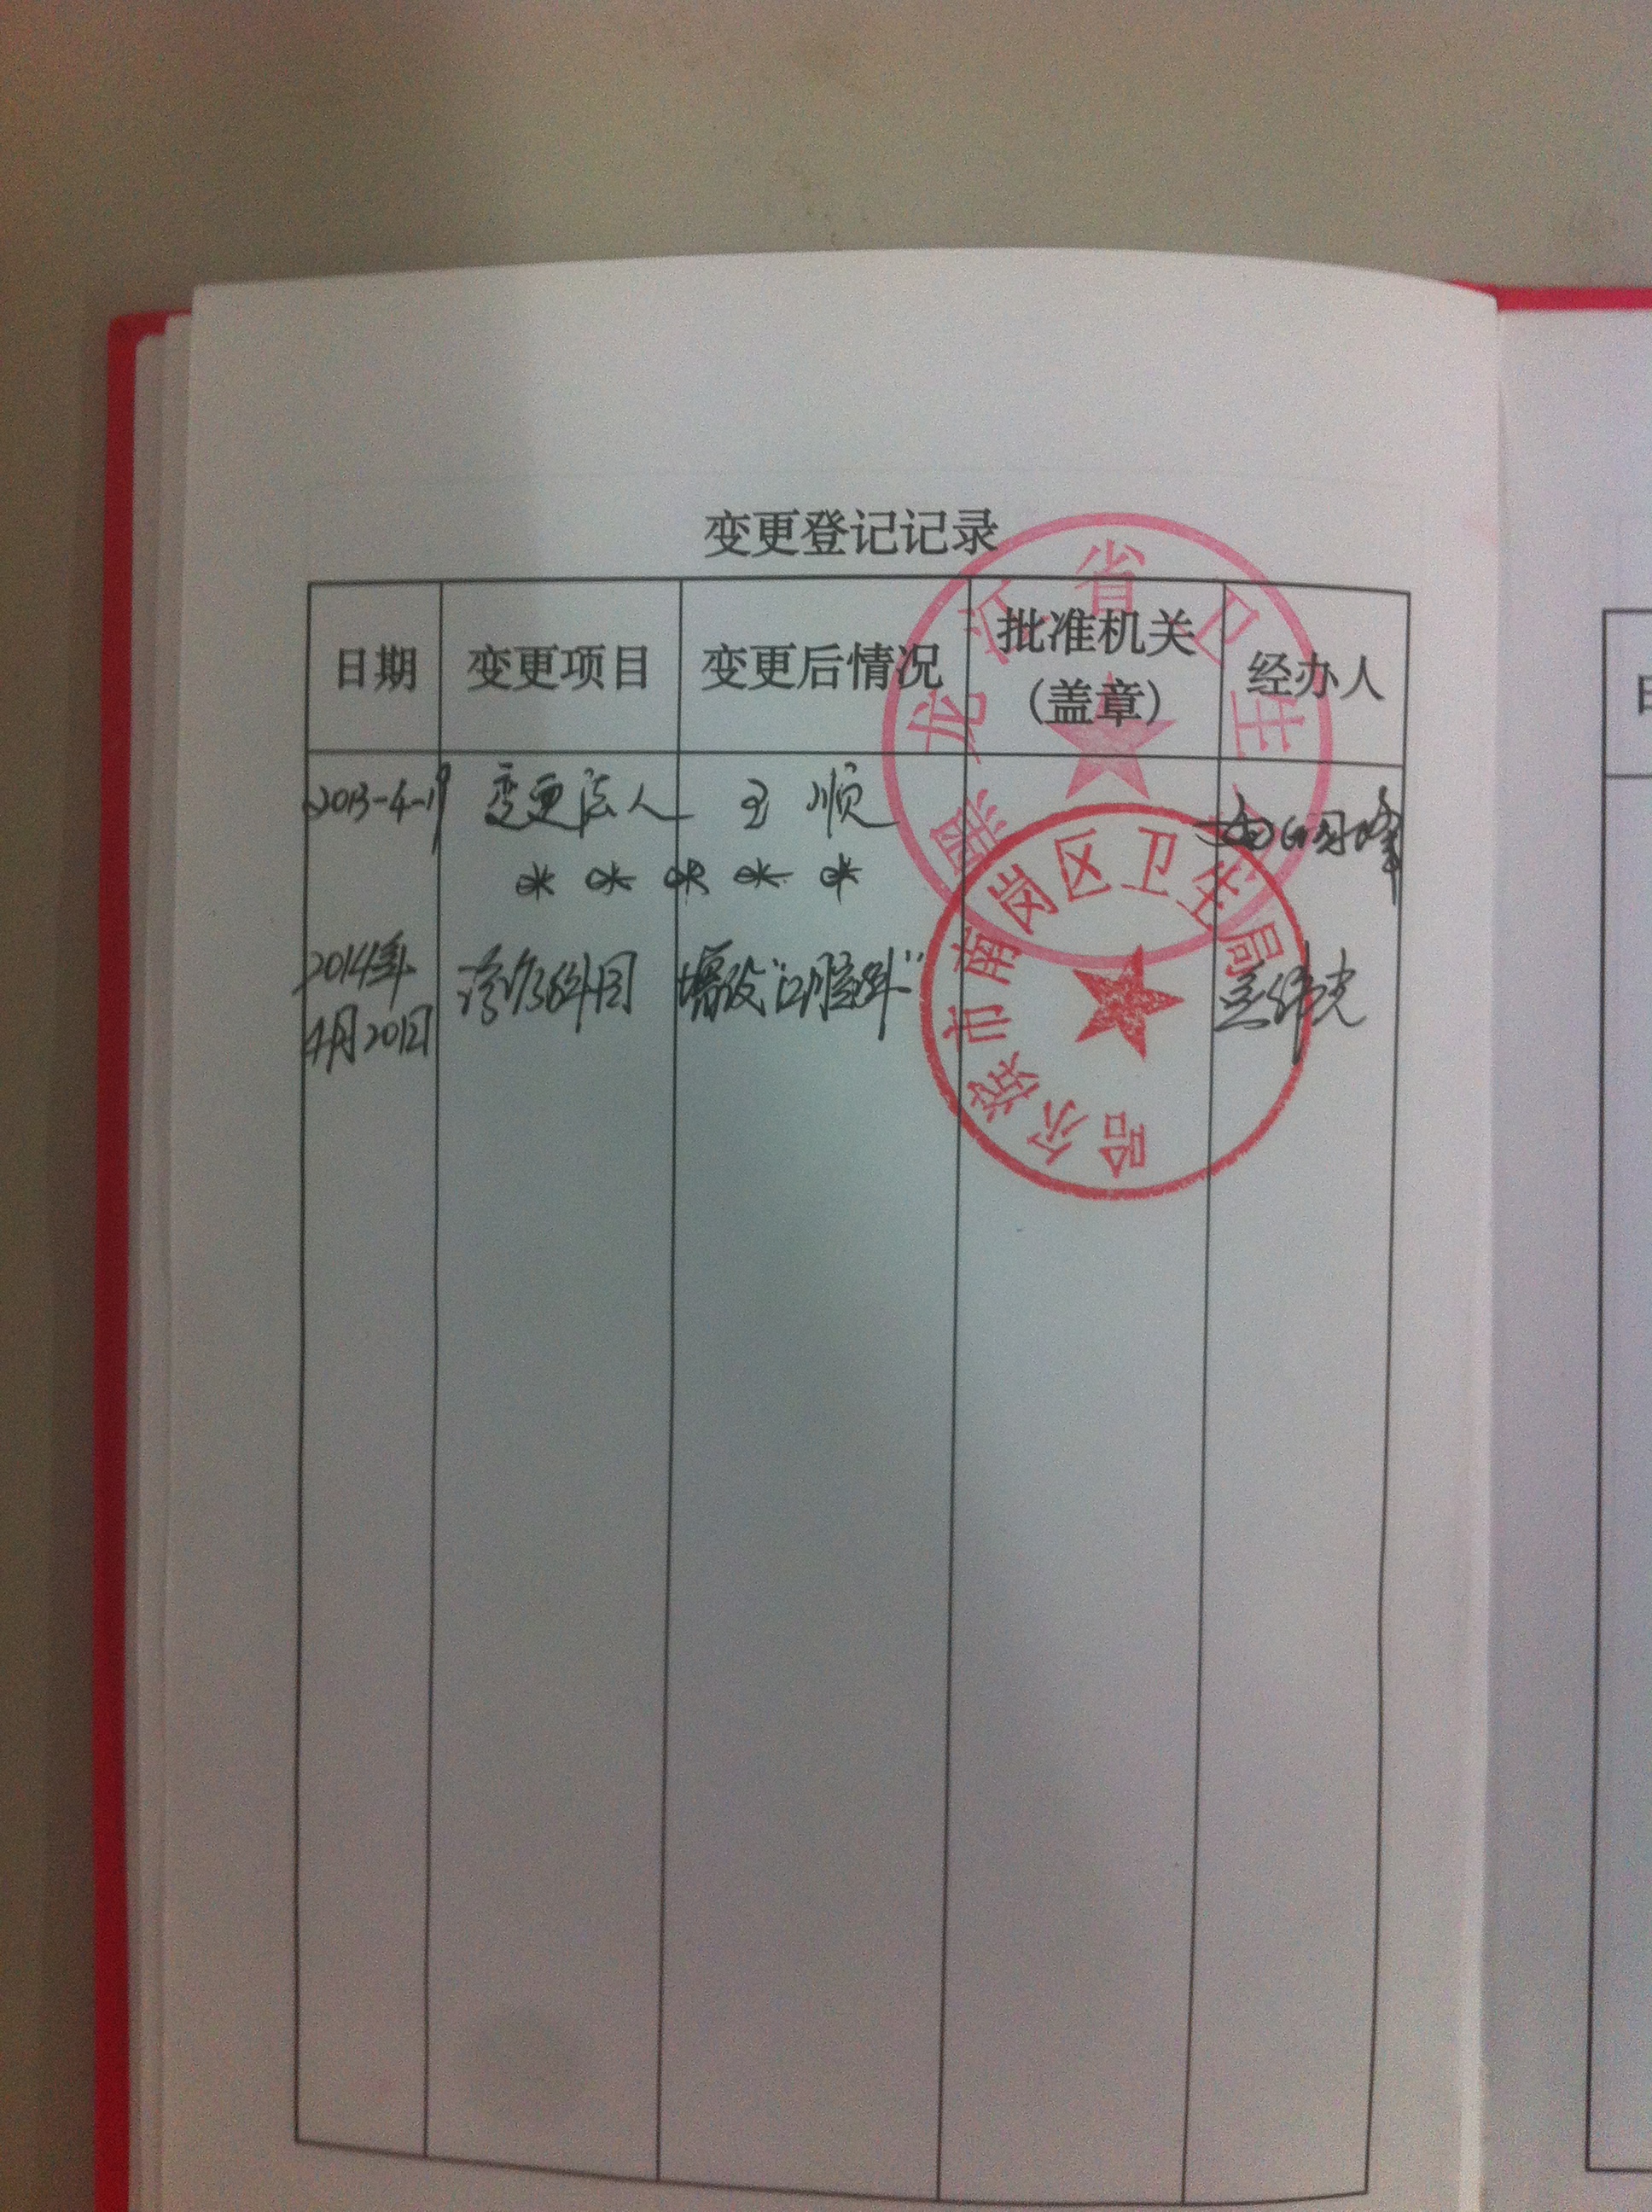 变更登记记录
日期 变更项目 变更后情况 批准机关 经办人
(盖章)
2013-4-19 变更法人 王顺
* * * * *
2014年 诊疗科目 增设"口腔科"
4月20日
黑龙江省卫生厅
哈尔滨市南岗区卫生局
日